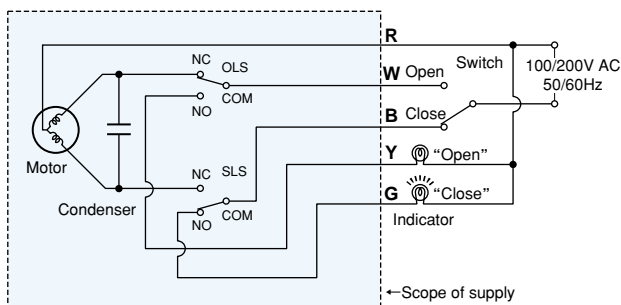 R
NC
OLS
W Open
Switch
100/200V AC
50/60Hz
NO
COM
B Close
Motor
Y "Open"
NC
SLS
Condenser
G "Close"
COM
NO
Indicator
←Scope of supply